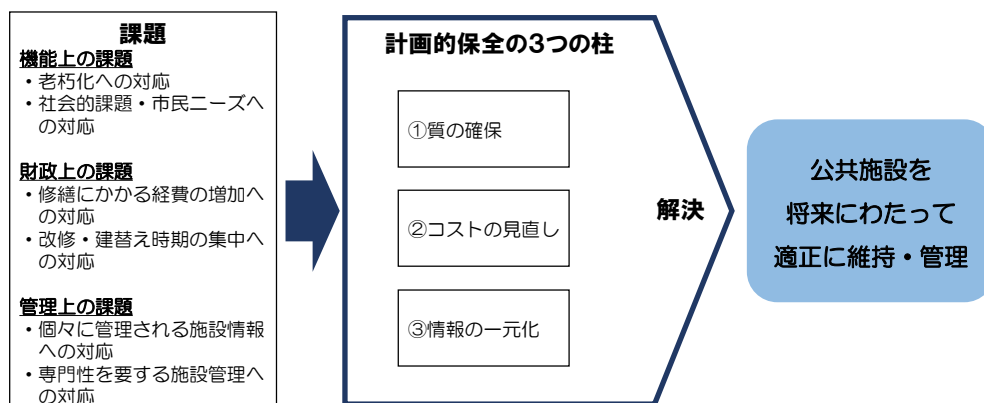 課題
機能上の課題
・老朽化への対応
・社会的課題・市民ニーズへ
の対応
財政上の課題
・修繕にかかる経費の増加へ
の対応
・改修・建替え時期の集中へ
の対応
管理上の課題
・個々に管理される施設情報
への対応
・専門性を要する施設管理へ
の対応
計画的保全の3つの柱
①質の確保
②コストの見直し
③情報の一元化
解決
公共施設を
将来にわたって
適正に維持・管理